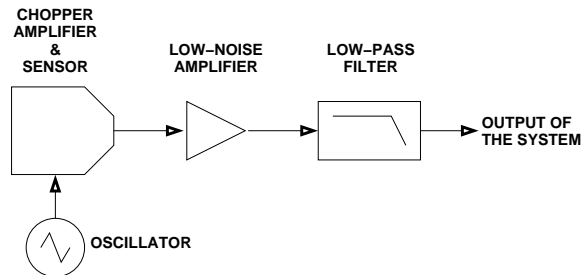 CHOPPER
AMPLIFIER
&
SENSOR
LOW–NOISE
AMPLIFIER
LOW–PASS
FILTER
OUTPUT OF
THE SYSTEM
OSCILLATOR